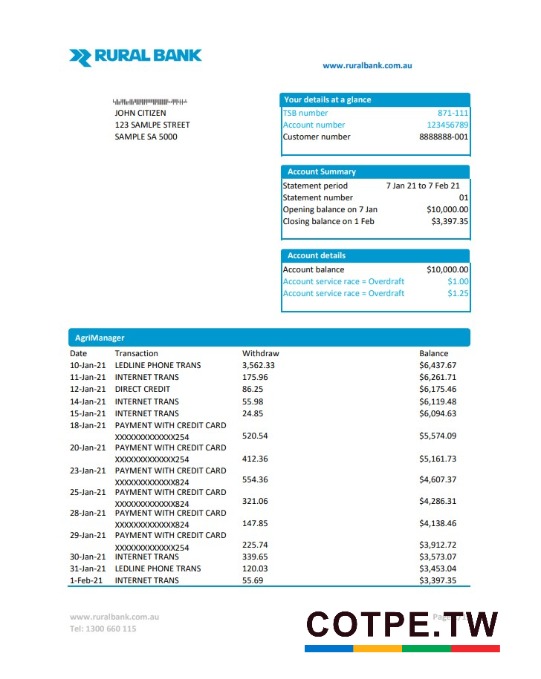 RURAL BANK
www.ruralbank.com.au
JOHN CITIZEN
123 SAMLPE STREET
SAMPLE SA 5000
Your details at a glance
TSB number 871-111
Account number 123456789
Customer number 8888888-001
Account Summary
Statement period 7 Jan 21 to 7 Feb 21
Statement number 01
Opening balance on 7 Jan $10,000.00
Closing balance on 1 Feb $3,397.35
Account details
Account balance $10,000.00
Account service race = Overdraft $1.00
Account service race = Overdraft $1.25
AgriManager
Date Transaction Withdraw Balance
10-Jan-21 LEDLINE PHONE TRANS 3,562.33 $6,437.67
11-Jan-21 INTERNET TRANS 175.96 $6,261.71
12-Jan-21 DIRECT CREDIT 86.25 $6,175.46
14-Jan-21 INTERNET TRANS 55.98 $6,119.48
15-Jan-21 INTERNET TRANS 24.85 $6,094.63
18-Jan-21 PAYMENT WITH CREDIT CARD
XXXXXXXXXXXXX254 520.54 $5,574.09
20-Jan-21 PAYMENT WITH CREDIT CARD
XXXXXXXXXXXXX254 412.36 $5,161.73
23-Jan-21 PAYMENT WITH CREDIT CARD
XXXXXXXXXXXXX824 554.36 $4,607.37
25-Jan-21 PAYMENT WITH CREDIT CARD
XXXXXXXXXXXXX824 321.06 $4,286.31
28-Jan-21 PAYMENT WITH CREDIT CARD
XXXXXXXXXXXXX824 147.85 $4,138.46
29-Jan-21 PAYMENT WITH CREDIT CARD
XXXXXXXXXXXXX254 225.74 $3,912.72
30-Jan-21 INTERNET TRANS 339.65 $3,573.07
31-Jan-21 LEDLINE PHONE TRANS 120.03 $3,453.04
1-Feb-21 INTERNET TRANS 55.69 $3,397.35
www.ruralbank.com.au
Tel: 1300 660 115
COTPE.TW